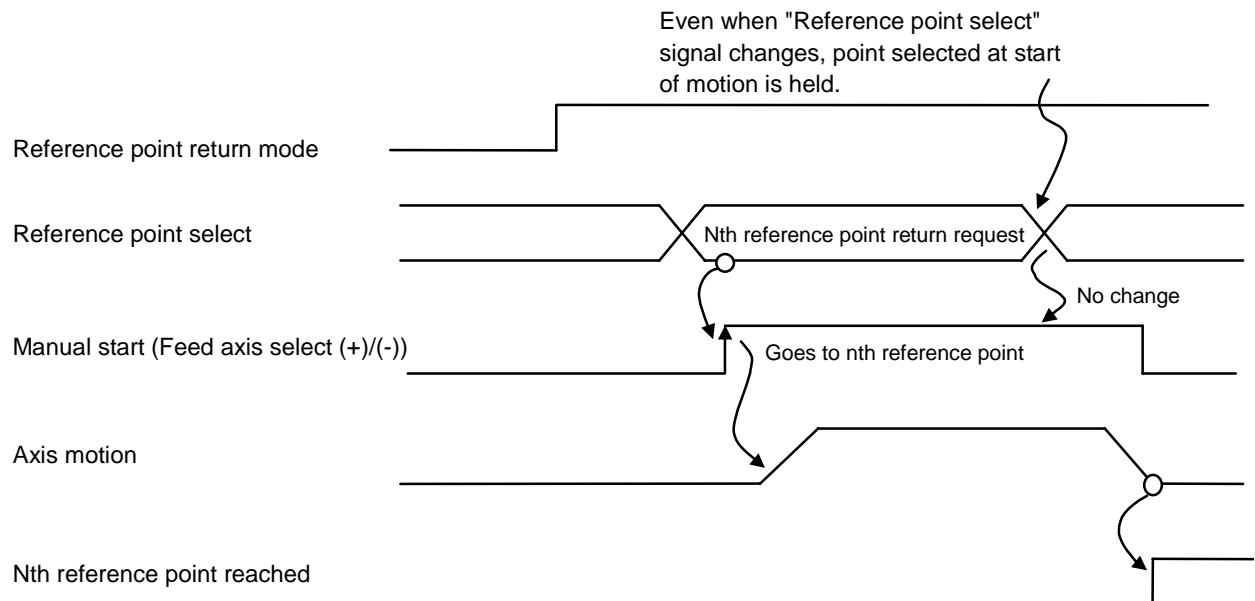 Even when "Reference point select"
signal changes, point selected at start
of motion is held.
Reference point return mode
Reference point select
Nth reference point return request
No change
Manual start (Feed axis select (+)/(-))
Goes to nth reference point
Axis motion
Nth reference point reached